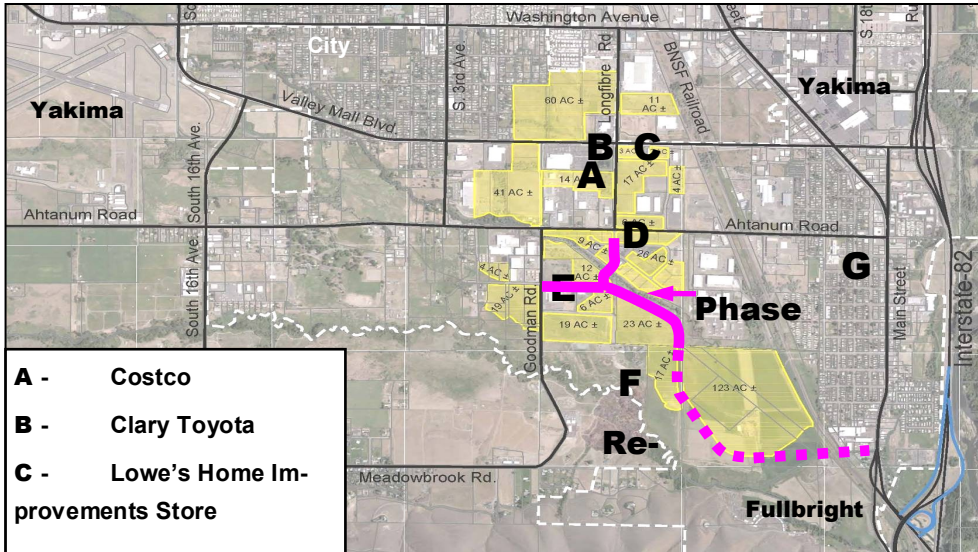 Washington Avenue
City
Yakima
Valley Mall Blvd.
S. 3rd Ave.
Longfibre Rd.
BNSF Railroad
S. 18th
Ru
Yakima
60 AC ±
11 AC ±
B
C
A
14 A
17 AC ±
4 AC ±
41 AC ±
South 16th Ave.
Ahtanum Road
Ahtanum Road
D
9 AC ±
26 AC ±
G
4 AC ±
12 AC ±
E
Phase
6 AC ±
19 AC ±
19 AC ±
23 AC ±
South 16th Ave.
Goodman Rd.
Main Street
Interstate-82
F
17 AC ±
123 AC ±
Re-
Meadowbrook Rd.
Fullbright
A - Costco
B - Clary Toyota
C - Lowe’s Home Im-
provements Store